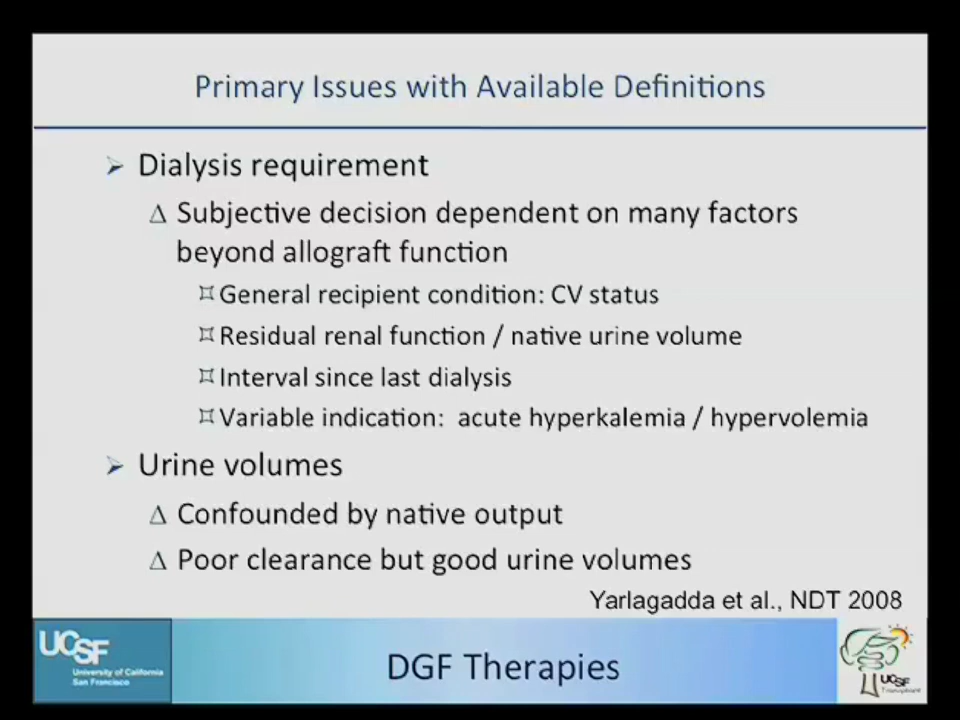 Primary Issues with Available Definitions
➢ Dialysis requirement
Δ Subjective decision dependent on many factors
beyond allograft function
¤ General recipient condition: CV status
¤ Residual renal function / native urine volume
¤ Interval since last dialysis
¤ Variable indication: acute hyperkalemia / hypervolemia
➢ Urine volumes
Δ Confounded by native output
Δ Poor clearance but good urine volumes
Yarlagadda et al., NDT 2008
UCSF
University of California
San Francisco
DGF Therapies
UCSF
Transplant